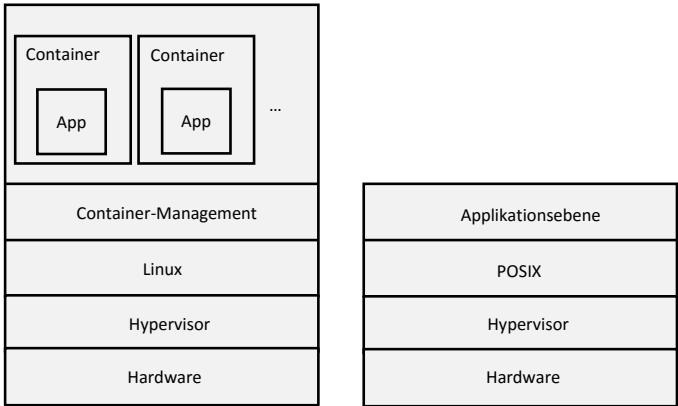 Container
Container
App
App
…
Container-Management
Linux
Hypervisor
Hardware
Applikationsebene
POSIX
Hypervisor
Hardware